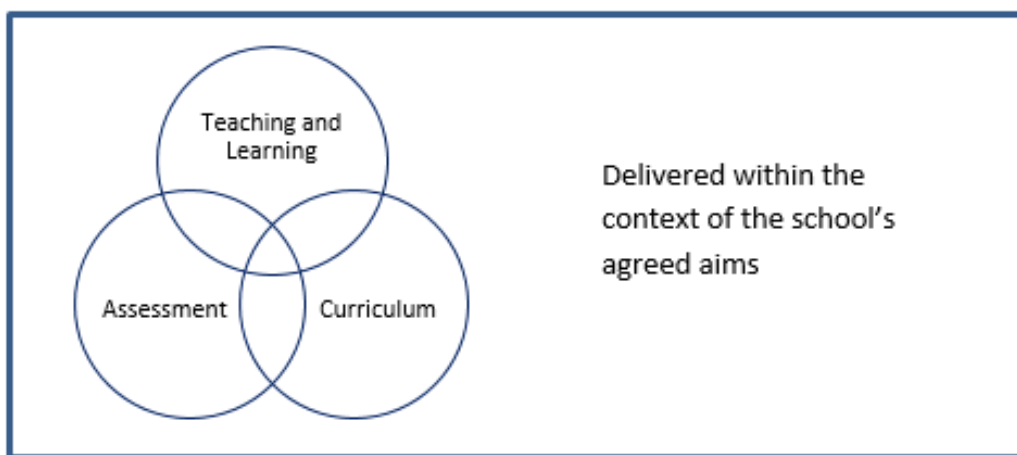 Teaching and
Learning
Assessment
Curriculum
Delivered within the
context of the school’s
agreed aims